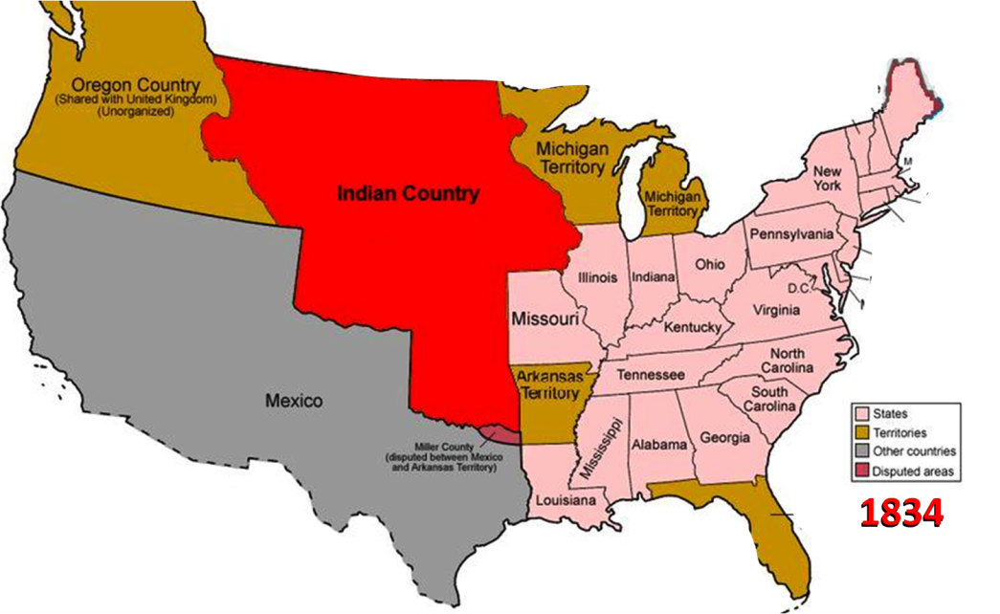 Oregon Country
(Shared with United Kingdom)
(Unorganized)
Indian Country
Michigan
Territory
Michigan
Territory
New
York
M
Pennsylvania
Illinois
Indiana
Ohio
D.C.
Virginia
Missouri
Kentucky
Arkansas
Territory
Tennessee
North
Carolina
South
Carolina
Mexico
Mississippi
Alabama
Georgia
Miller County
(disputed between Mexico
and Arkansas Territory)
Louisiana
States
Territories
Other countries
Disputed areas
1834